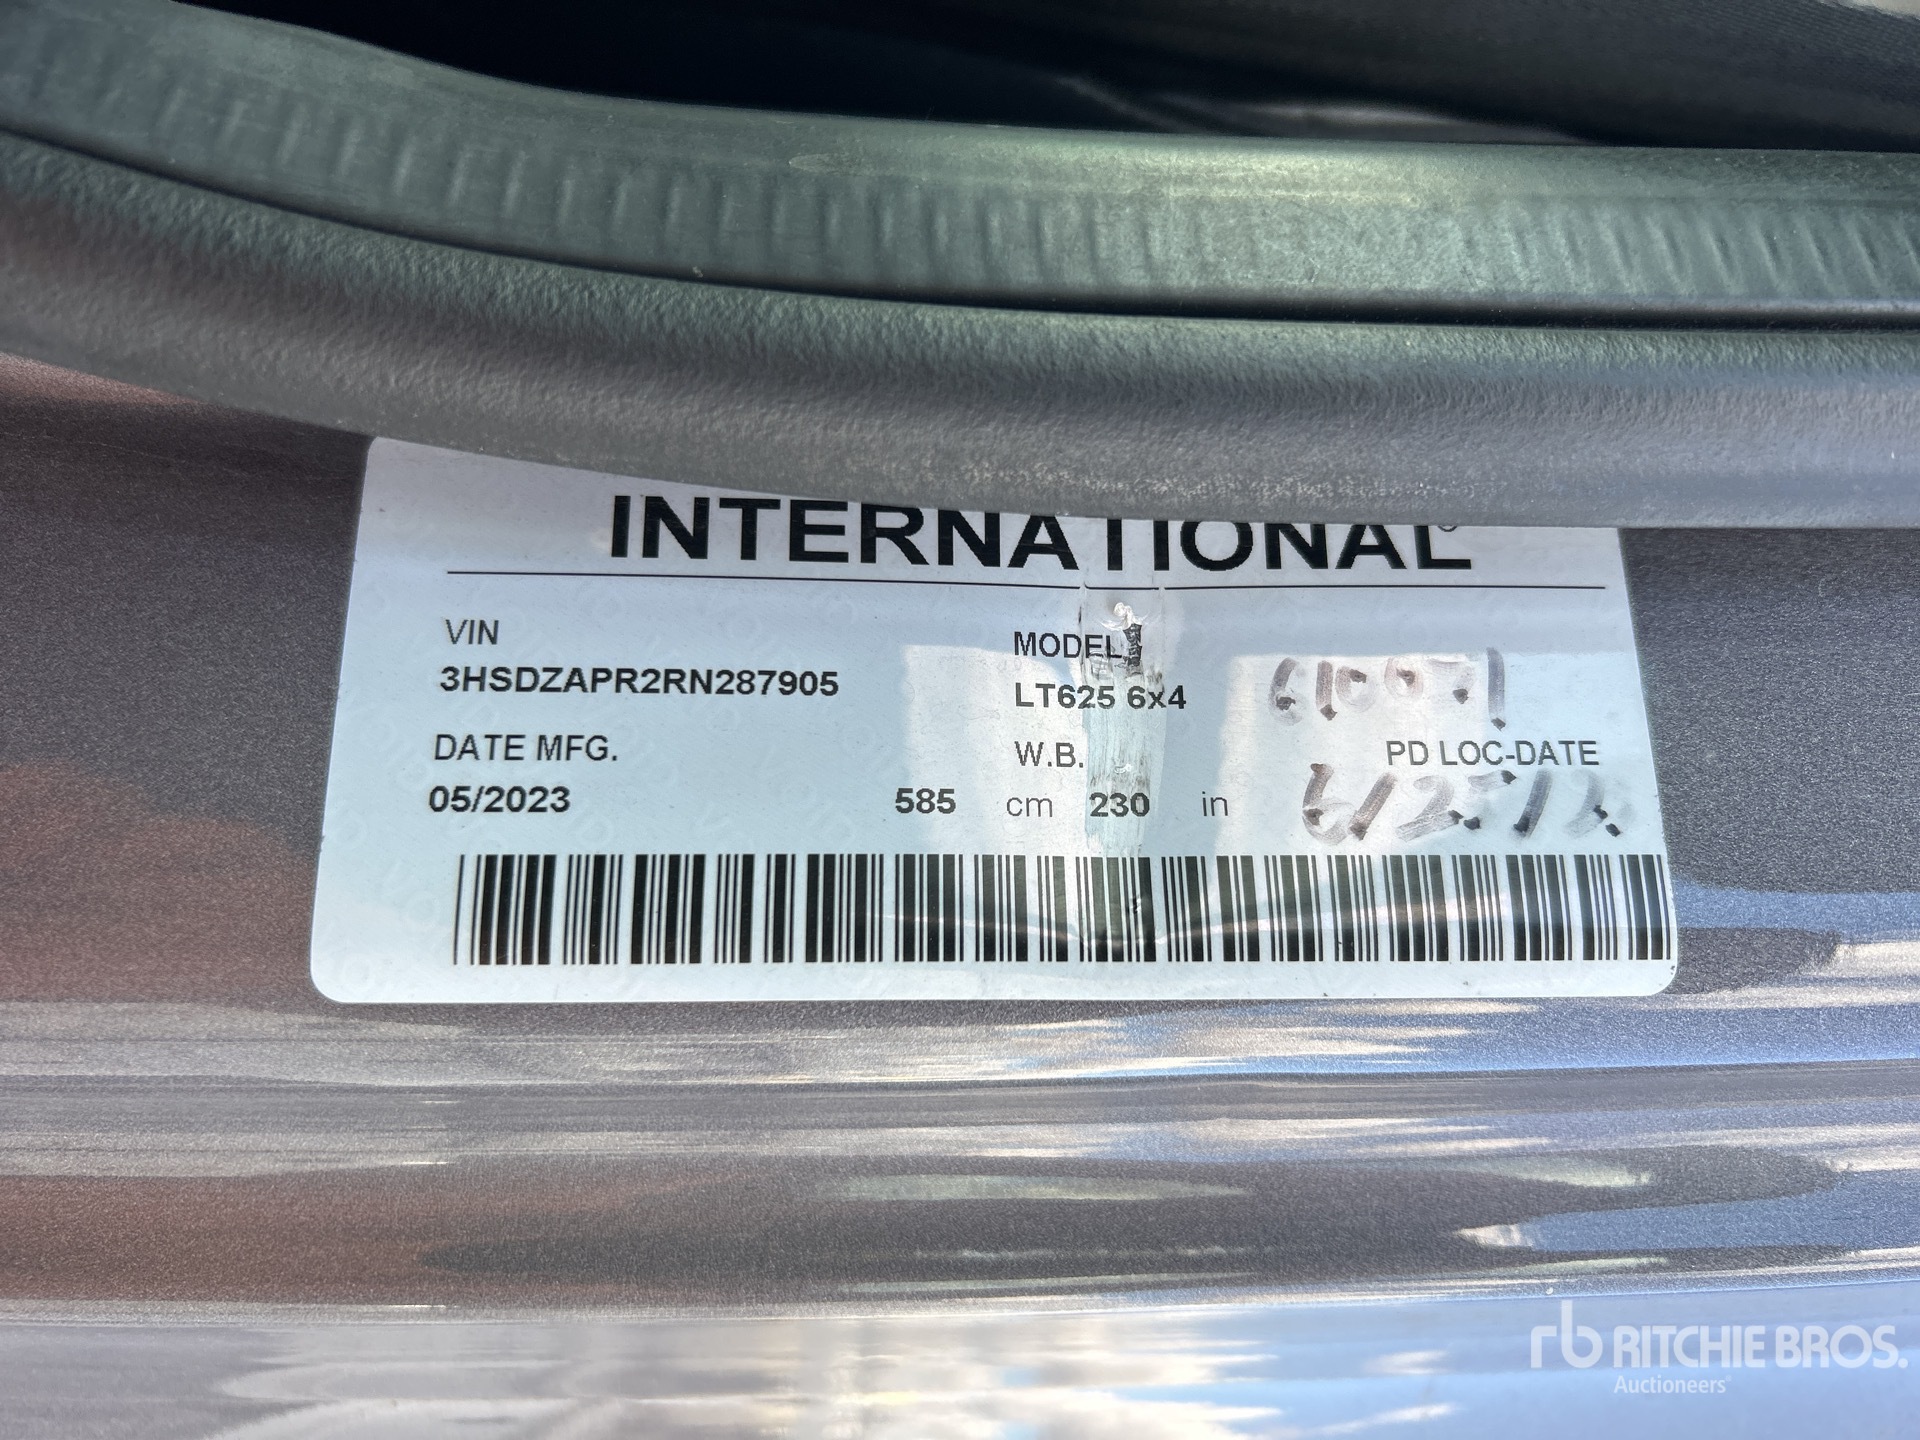 INTERNATIONAL®
VIN
3HSDZAPR2RN287905
MODEL
LT625 6x4
DATE MFG.
05/2023
W.B.
585 cm 230 in
PD LOC-DATE
rb RITCHIE BROS.
Auctioneers